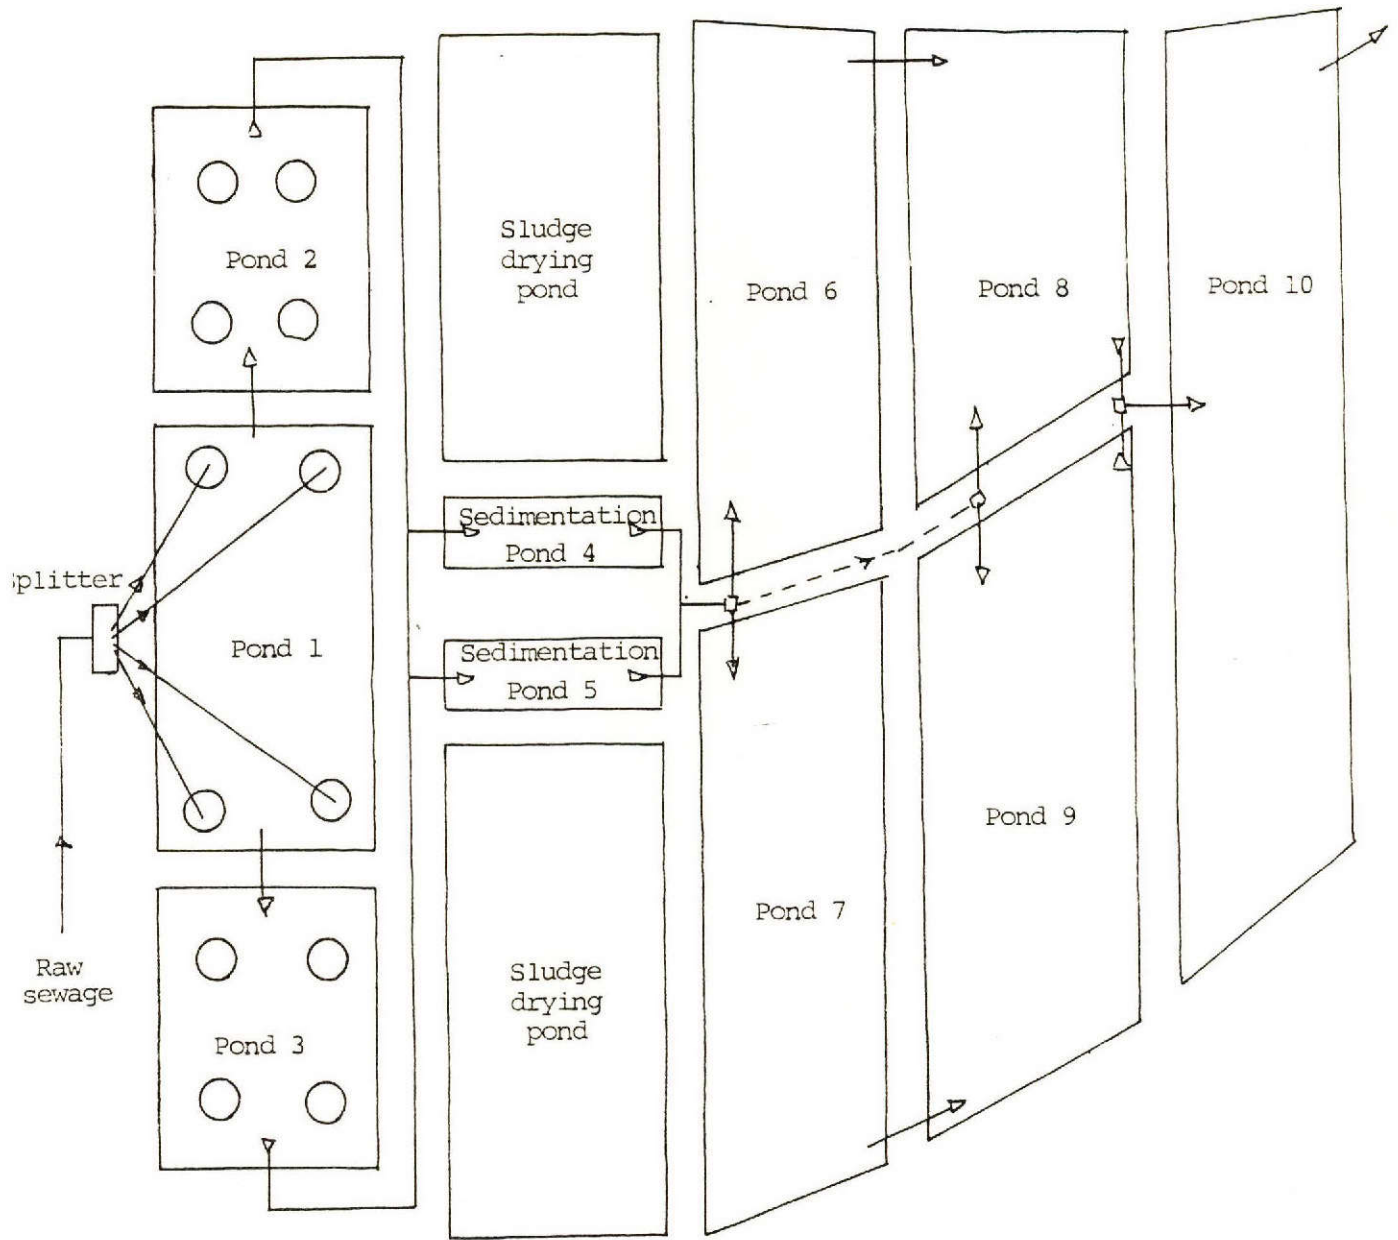 Pond 2
Sludge
drying
pond
Pond 6
Pond 8
Pond 10
Sedimentation
Pond 4
plitter
Pond 1
Sedimentation
Pond 5
Pond 9
Pond 7
Raw
sewage
Pond 3
Sludge
drying
pond